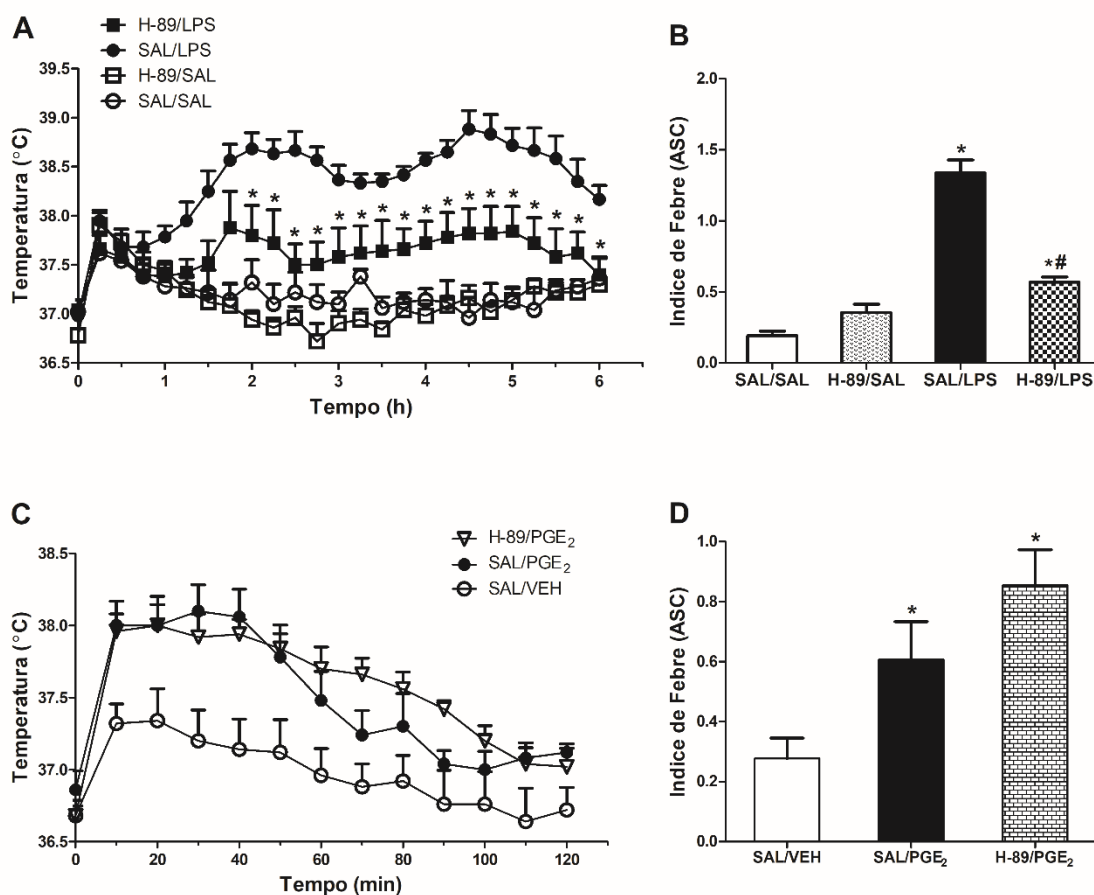 A
H-89/LPS
SAL/LPS
H-89/SAL
SAL/SAL
39.5
39.0
38.5
38.0
37.5
37.0
36.5
Temperatura (°C)
* * * * * * * * * * * * * * * * *
0 1 2 3 4 5 6
Tempo (h)
B
2.0
1.5
1.0
0.5
0.0
Indice de Febre (ASC)
*
*#
SAL/SAL H-89/SAL SAL/LPS H-89/LPS
C
H-89/PGE₂
SAL/PGE₂
SAL/VEH
38.5
38.0
37.5
37.0
36.5
Temperatura (°C)
0 20 40 60 80 100 120
Tempo (min)
D
1.0
0.8
0.6
0.4
0.2
0.0
Indice de Febre (ASC)
*
*
SAL/VEH SAL/PGE₂ H-89/PGE₂